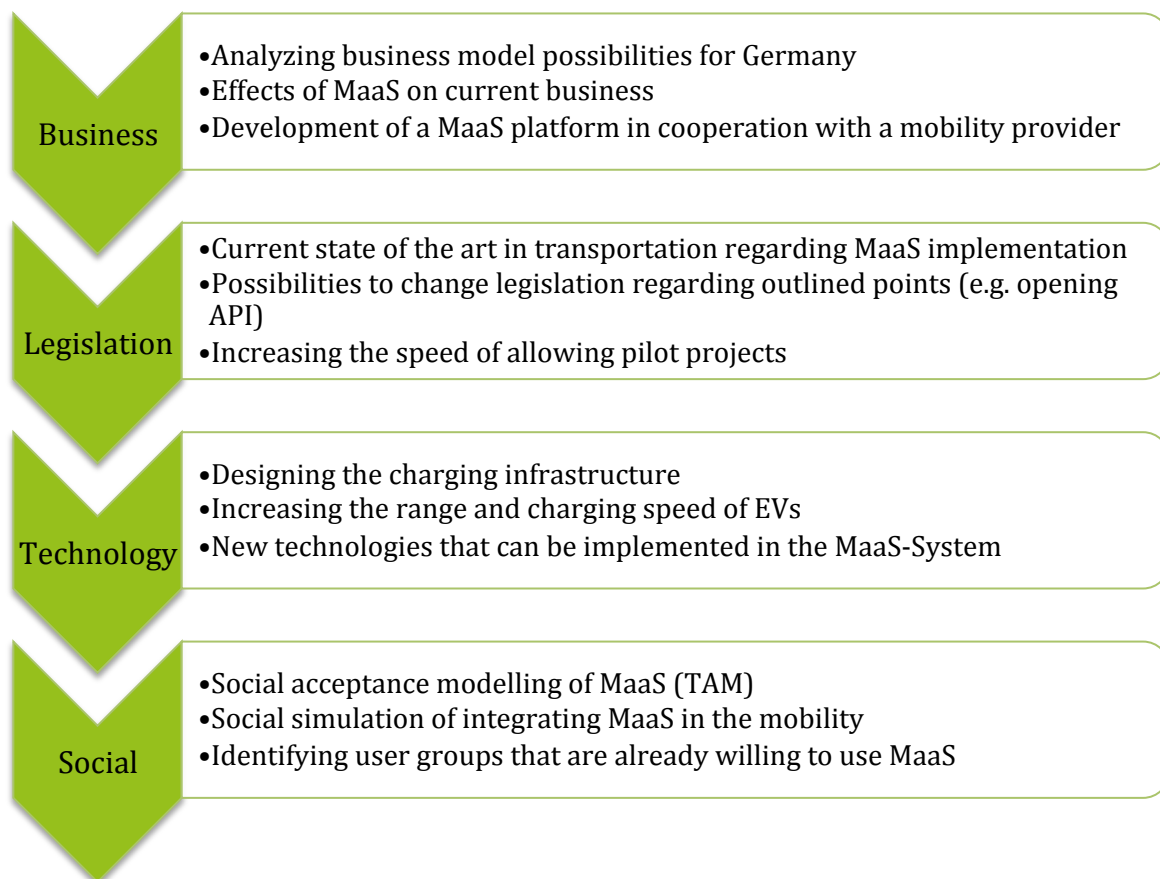 Business
•Analyzing business model possibilities for Germany
•Effects of MaaS on current business
•Development of a MaaS platform in cooperation with a mobility provider
Legislation
•Current state of the art in transportation regarding MaaS implementation
•Possibilities to change legislation regarding outlined points (e.g. opening
API)
•Increasing the speed of allowing pilot projects
Technology
•Designing the charging infrastructure
•Increasing the range and charging speed of EVs
•New technologies that can be implemented in the MaaS-System
Social
•Social acceptance modelling of MaaS (TAM)
•Social simulation of integrating MaaS in the mobility
•Identifying user groups that are already willing to use MaaS